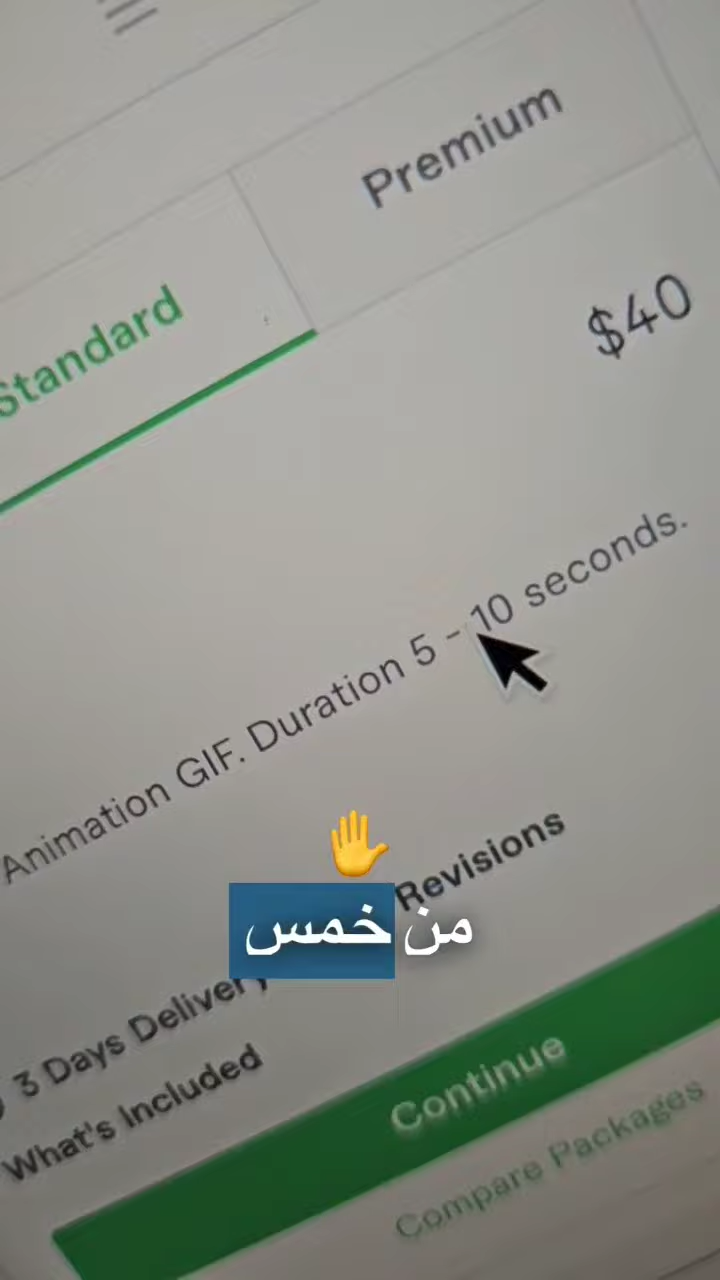 Premium
Standard
$40
Animation GIF. Duration 5 - 10 seconds.
Revisions
من خمس
3 Days Delivery
What's Included
Continue
Compare Packages